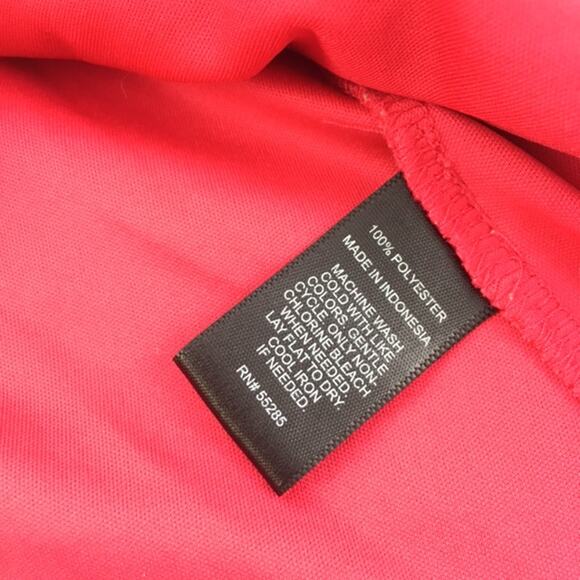 100% POLYESTER
MADE IN INDONESIA
MACHINE WASH
COLD WITH LIKE
COLORS. GENTLE
CYCLE. ONLY NON-
CHLORINE BLEACH
WHEN NEEDED.
LAY FLAT TO DRY.
COOL IRON
IF NEEDED.
RN# 55285